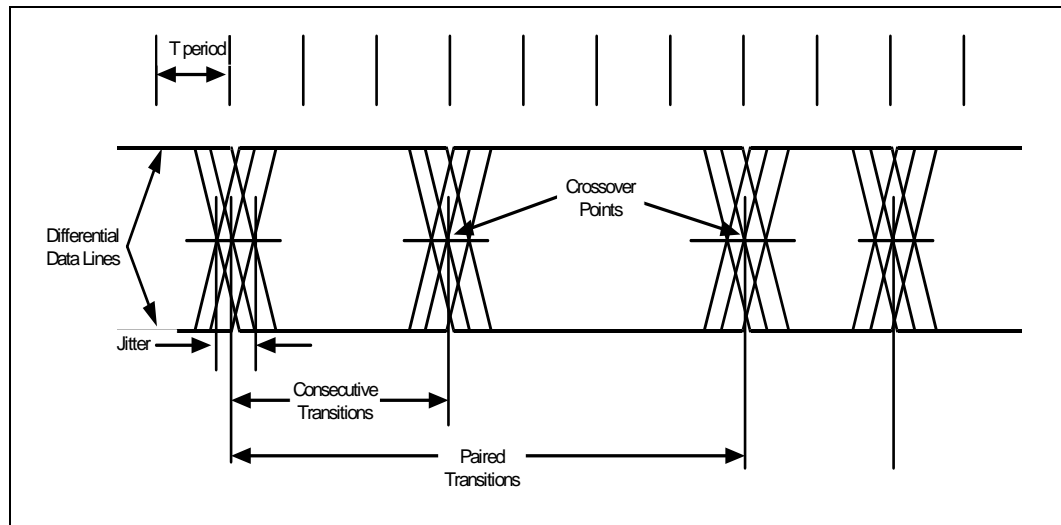 T period
Crossover
Points
Differential
Data Lines
Jitter
Consecutive
Transitions
Paired
Transitions